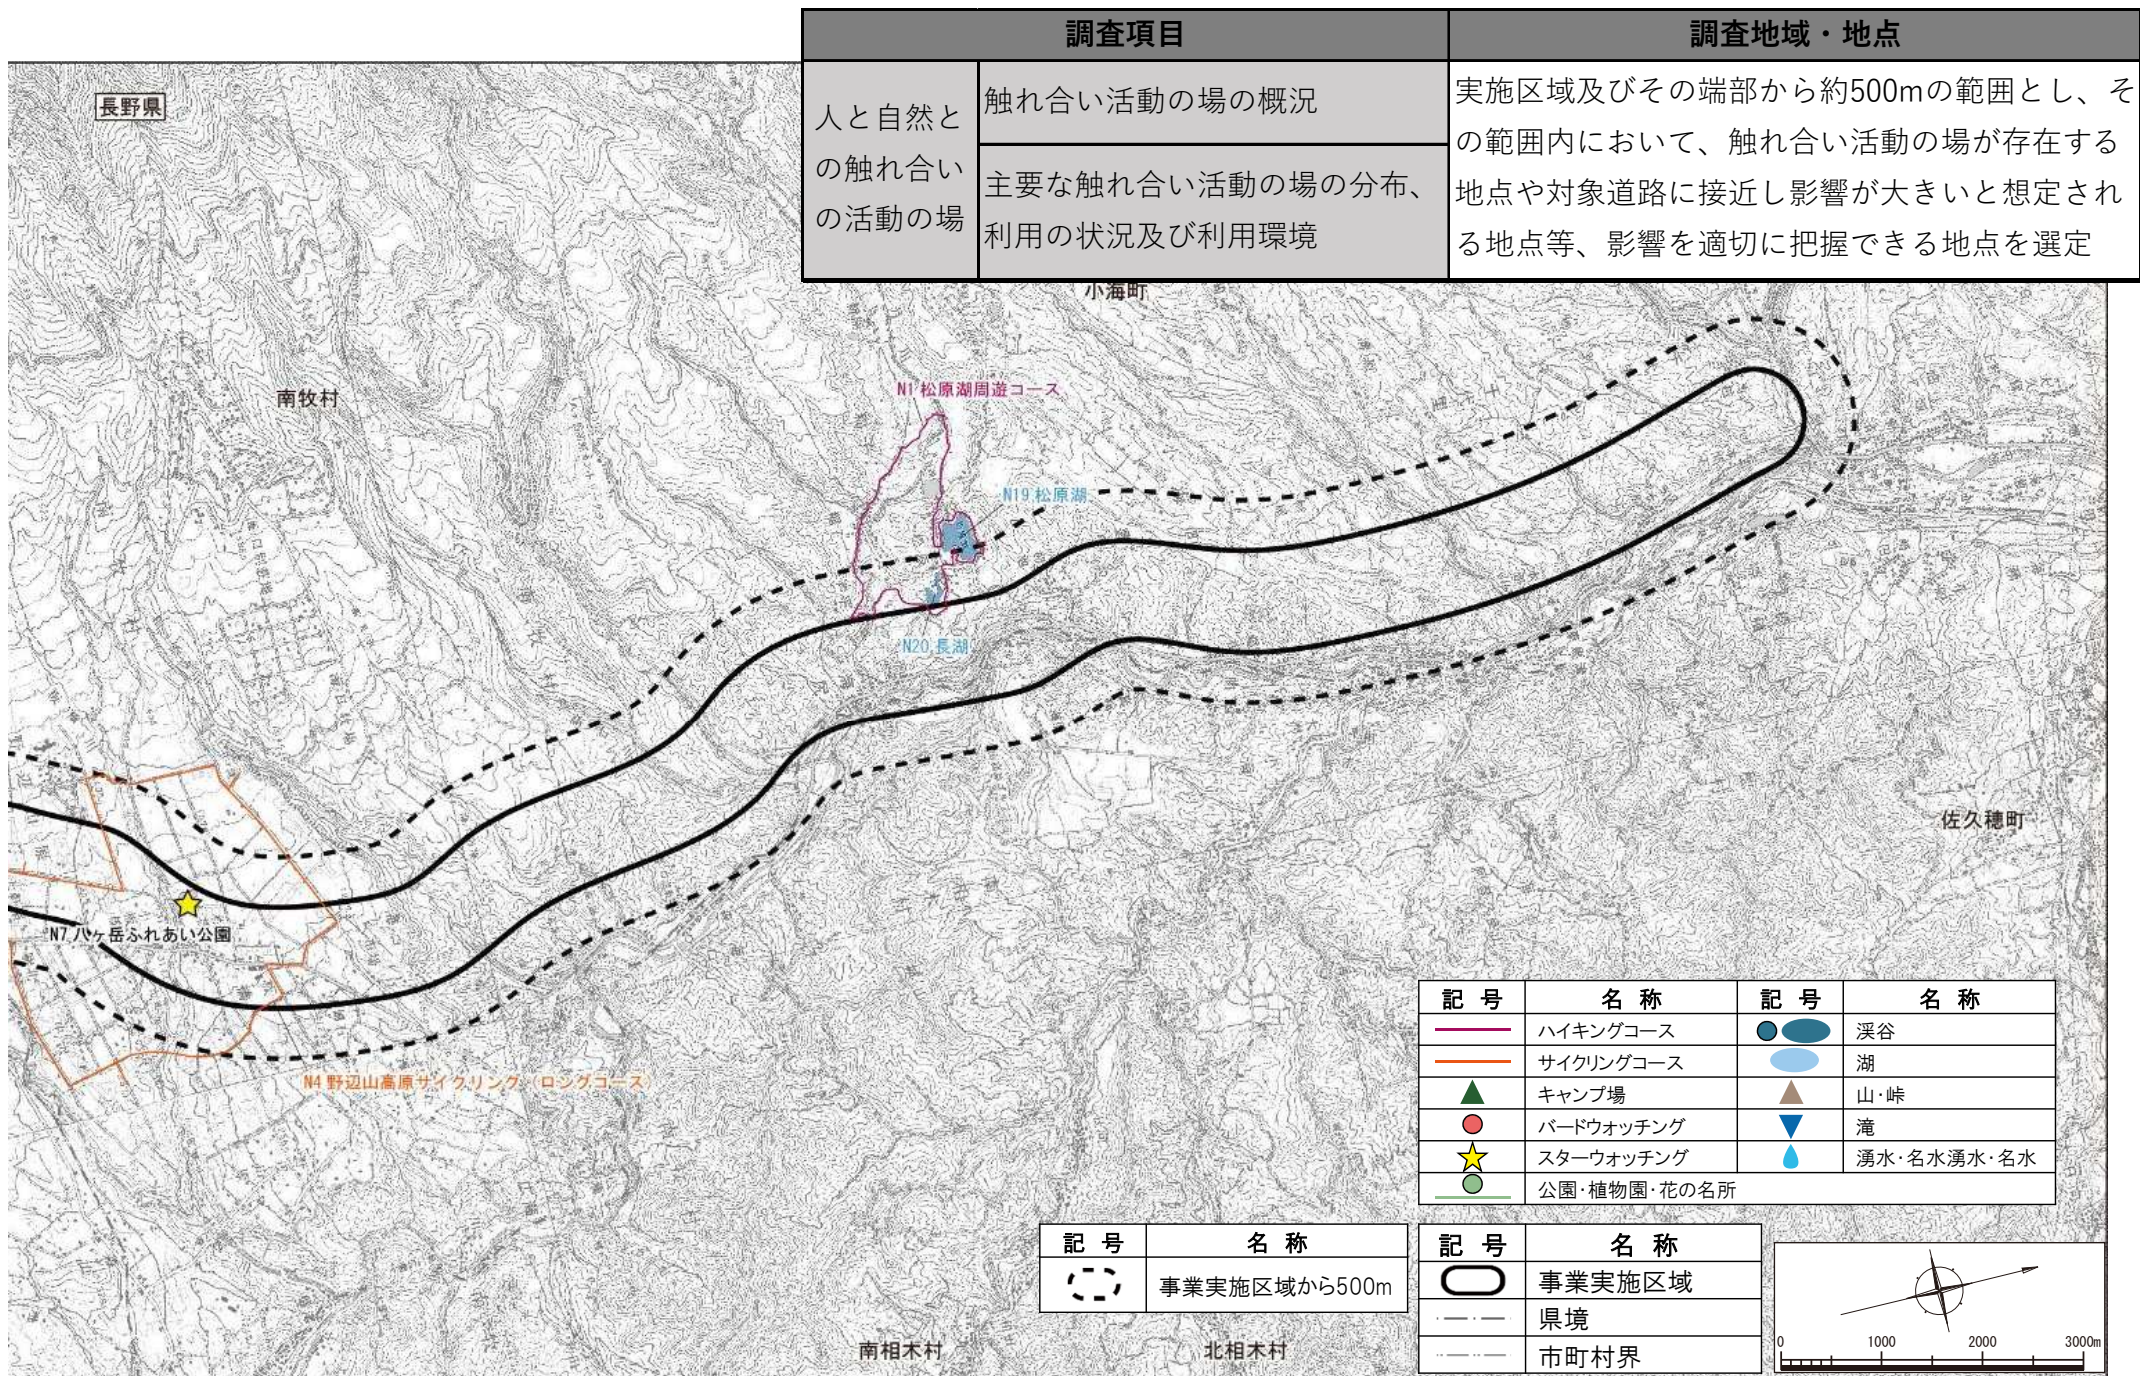 調査項目
調査地域・地点
人と自然と
の触れ合い
の活動の場
触れ合い活動の場の概況
主要な触れ合い活動の場の分布、
利用の状況及び利用環境
実施区域及びその端部から約500mの範囲とし、そ
の範囲内において、触れ合い活動の場が存在する
地点や対象道路に接近し影響が大きいと想定され
る地点等、影響を適切に把握できる地点を選定
長野県
小海町
南牧村
N1 松原湖周遊コース
N19 松原湖
N20 長湖
佐久穂町
N7 八ヶ岳ふれあい公園
N4 野辺山高原サイクリング（ロングコース）
南相木村
北相木村
記号 名称 記号 名称
ハイキングコース 渓谷
サイクリングコース 湖
キャンプ場 山・峠
バードウォッチング 滝
スターウォッチング 湧水・名水湧水・名水
公園・植物園・花の名所
記号 名称
事業実施区域から500m
記号 名称
事業実施区域
県境
市町村界
0 1000 2000 3000m